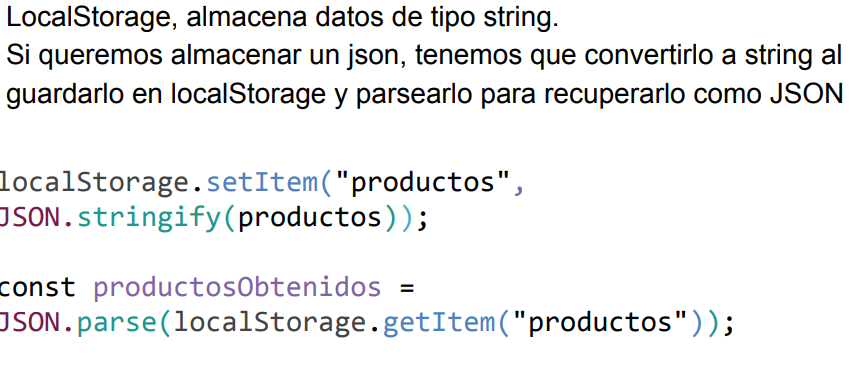 LocalStorage, almacena datos de tipo string.
Si queremos almacenar un json, tenemos que convertirlo a string al
guardarlo en localStorage y parsearlo para recuperarlo como JSON
localStorage.setItem("productos",
JSON.stringify(productos));
const productosObtenidos =
JSON.parse(localStorage.getItem("productos"));